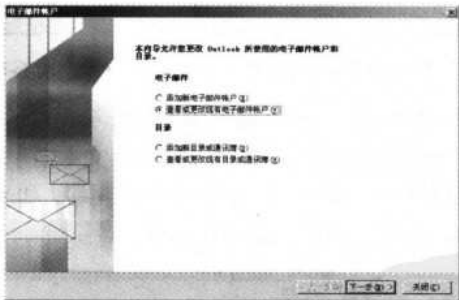 电子邮件帐户
本向导允许您更改 Outlook 所使用的电子邮件帐户和
目录。
电子邮件
添加新电子邮件帐户(E)
查看或更改现有电子邮件帐户(V)
目录
添加新目录或通讯簿(D)
查看或更改现有目录或通讯簿(W)
下一步(N) >
关闭(C)